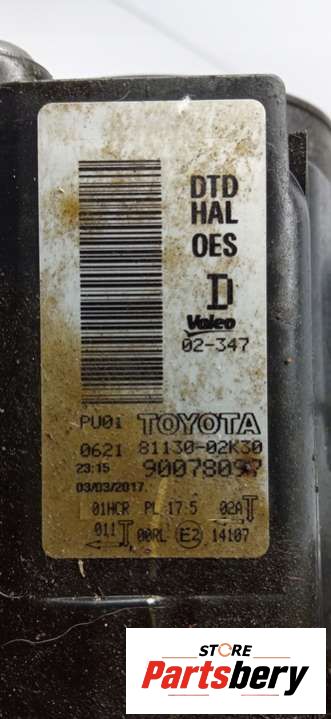 DTD
HAL
OES
D
Valeo
02-347
PU01 TOYOTA
0621 81130-02K30
23:15 90078097
03/03/2017.
01HCR PL 17:5 02A
011 00RL E2 14107
STORE
Partsbery